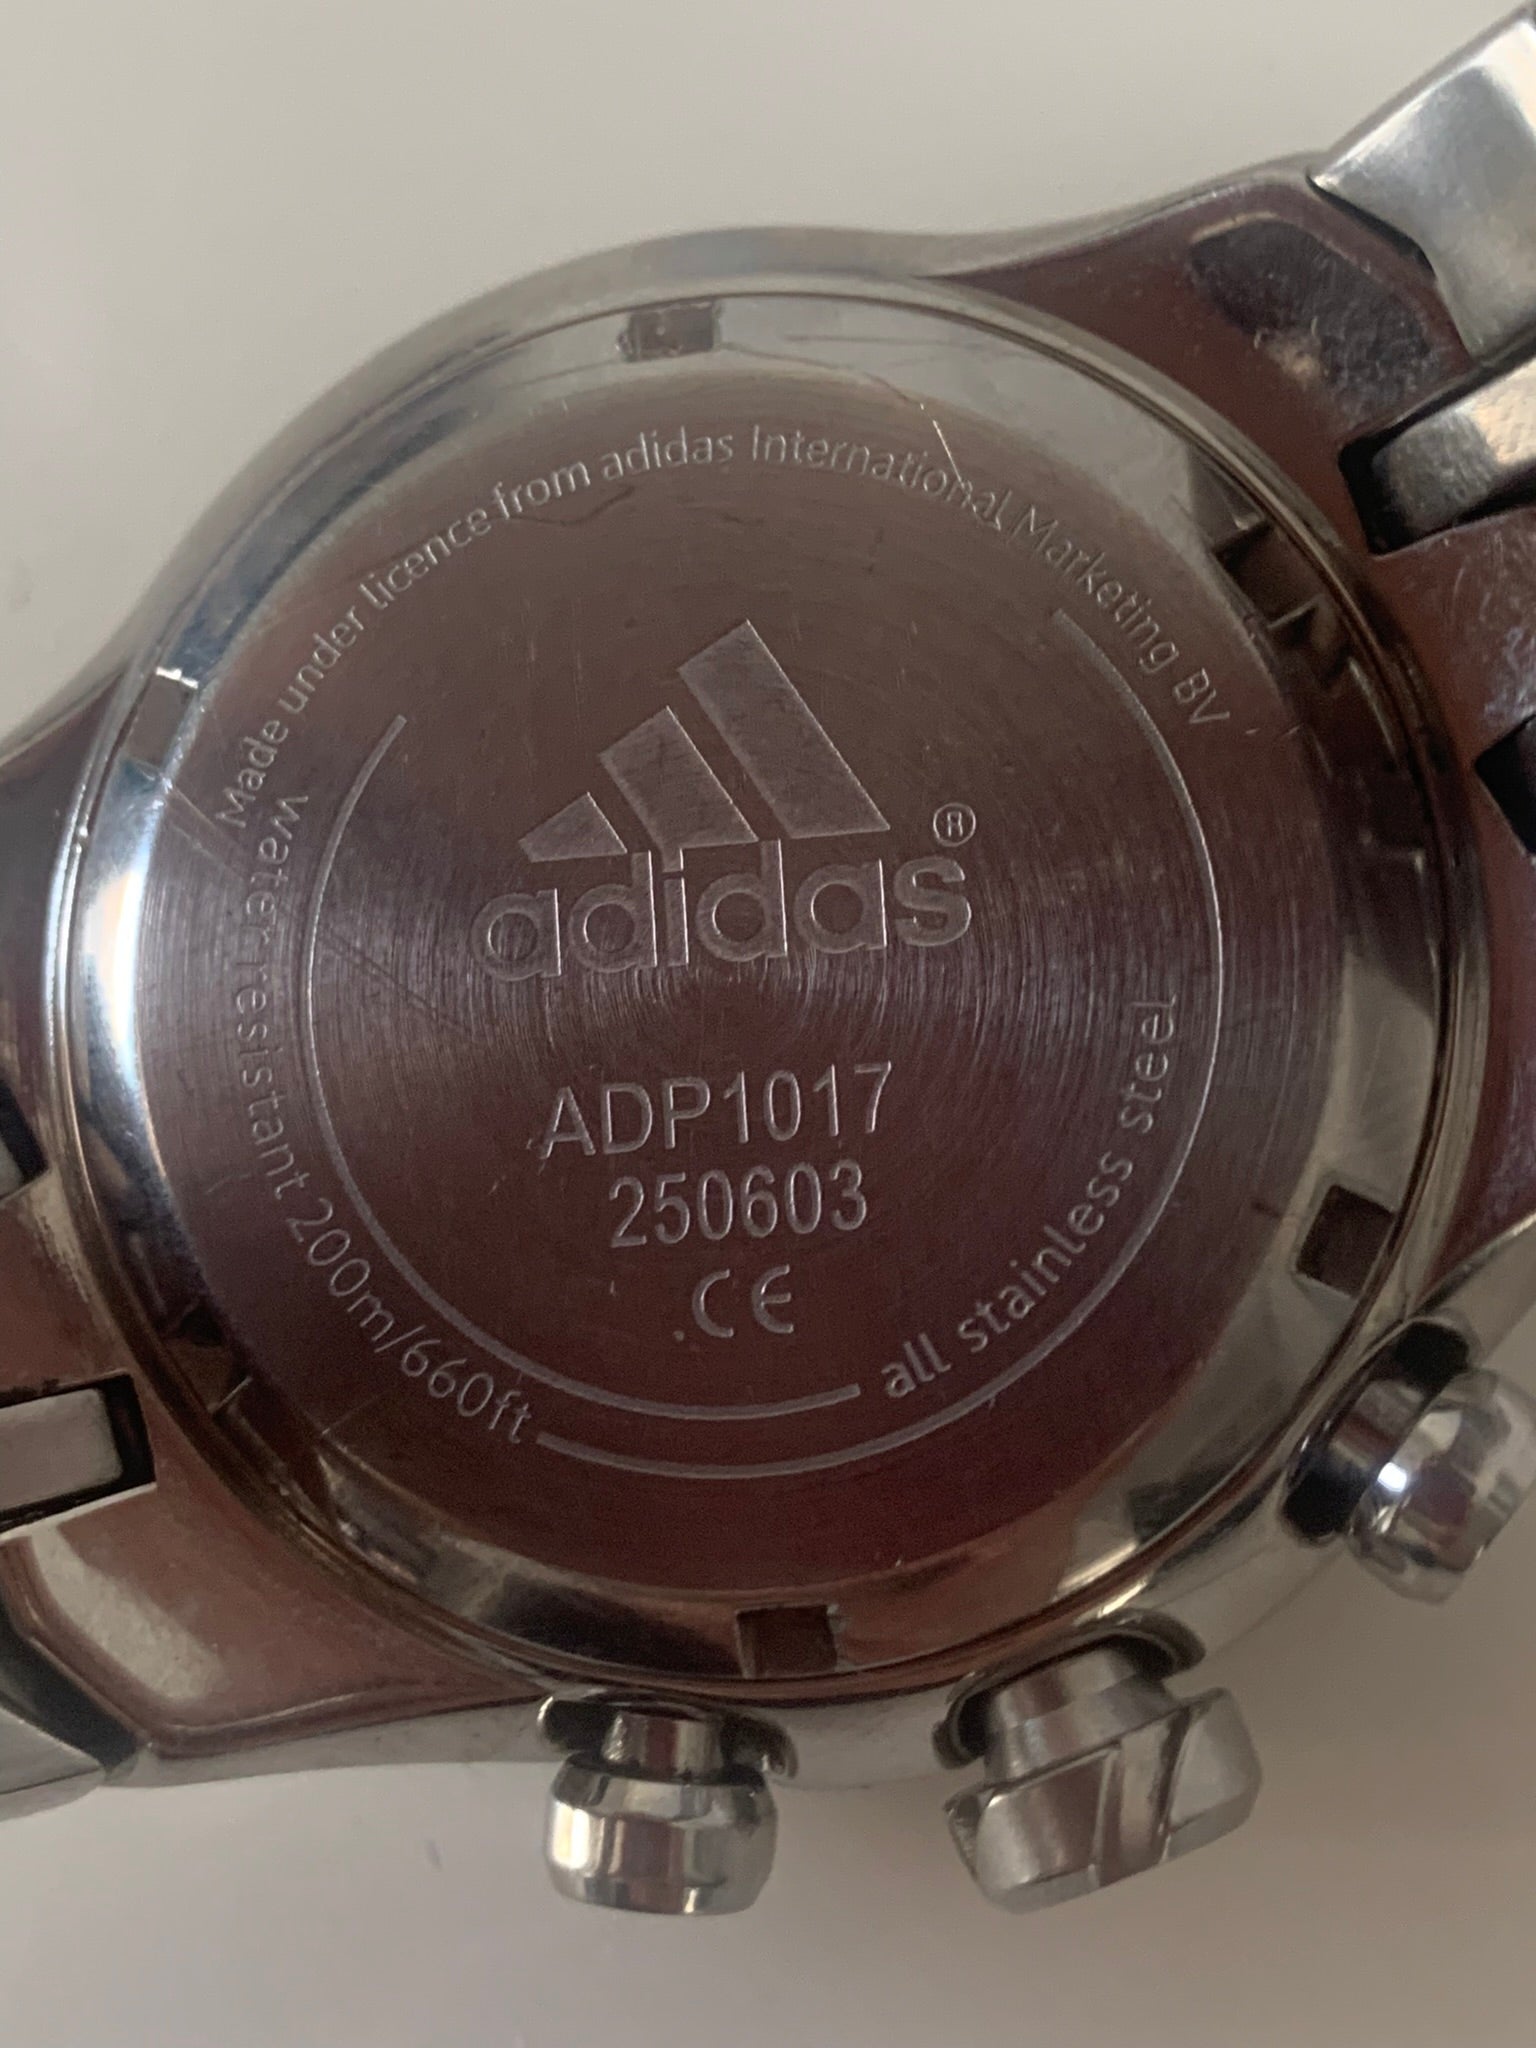 Made under licence from adidas International Marketing BV
adidas®
ADP1017
250603
CE
Water resistant 200m/660ft
all stainless steel